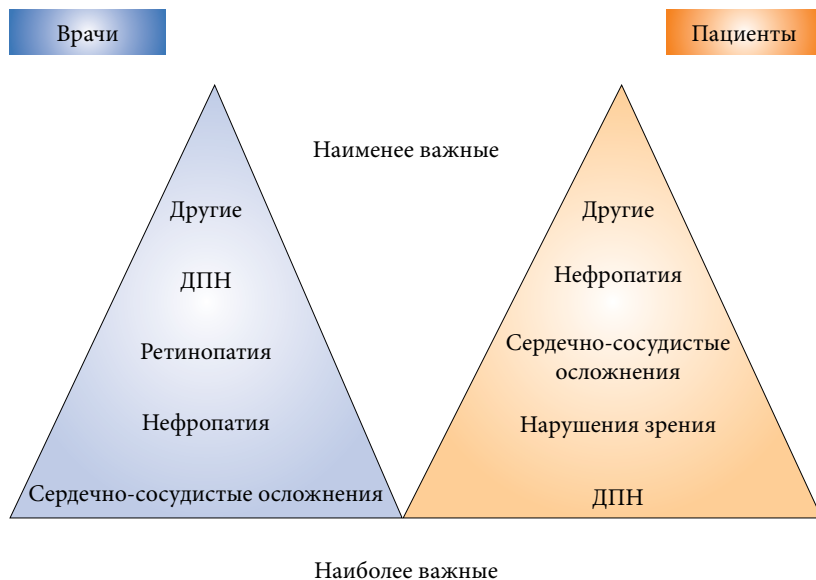 Врачи
Пациенты
Наименее важные
Другие
ДПН
Ретинопатия
Нефропатия
Сердечно-сосудистые осложнения
Другие
Нефропатия
Сердечно-сосудистые
осложнения
Нарушения зрения
ДПН
Наиболее важные